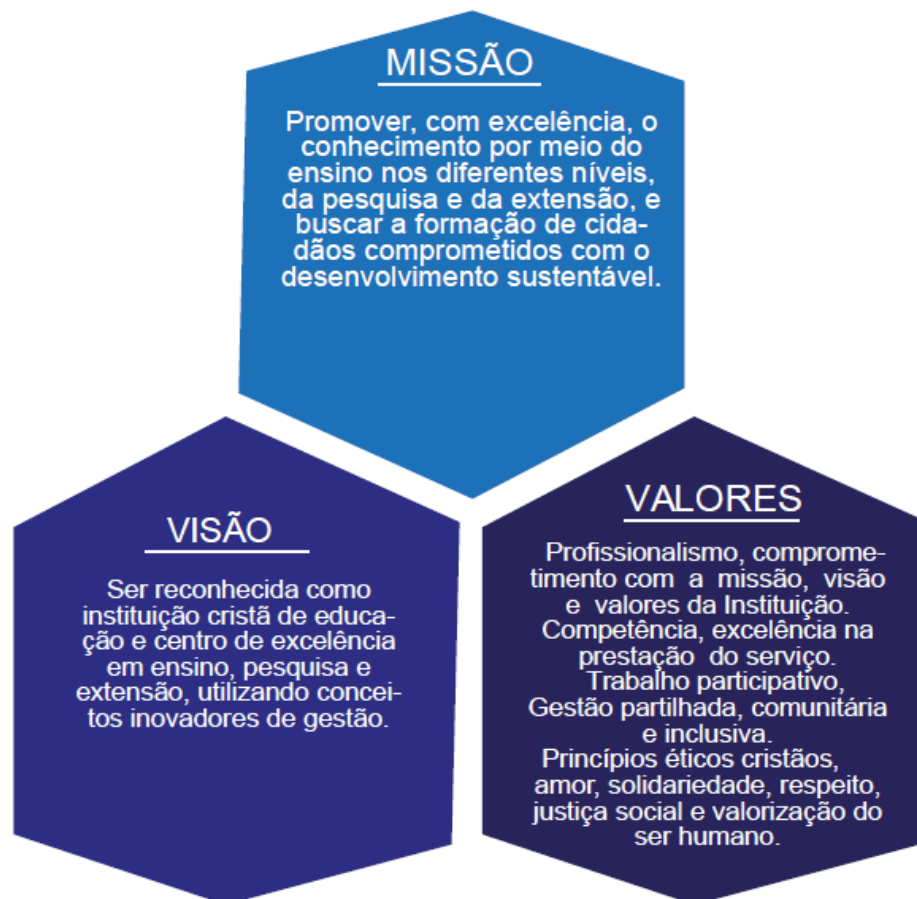 MISSÃO
Promover, com excelência, o
conhecimento por meio do
ensino nos diferentes níveis,
da pesquisa e da extensão, e
buscar a formação de cida-
dãos comprometidos com o
desenvolvimento sustentável.
VISÃO
Ser reconhecida como
instituição cristã de educa-
ção e centro de excelência
em ensino, pesquisa e
extensão, utilizando concei-
tos inovadores de gestão.
VALORES
Profissionalismo, comprome-
timento com a missão, visão
e valores da Instituição.
Competência, excelência na
prestação do serviço.
Trabalho participativo,
Gestão partilhada, comunitária
e inclusiva.
Princípios éticos cristãos,
amor, solidariedade, respeito,
justiça social e valorização do
ser humano.